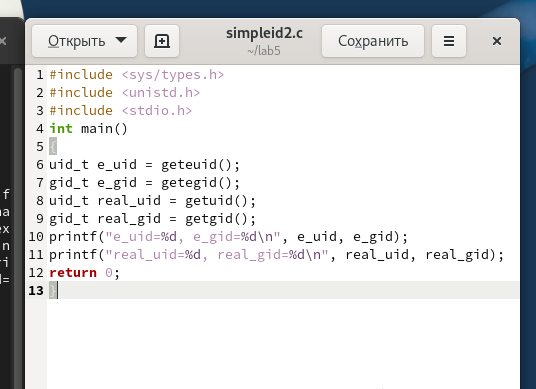 Открыть
simpleid2.c
~/lab5
Сохранить
1 #include <sys/types.h>
2 #include <unistd.h>
3 #include <stdio.h>
4 int main()
5 {
6 uid_t e_uid = geteuid();
7 gid_t e_gid = getegid();
8 uid_t real_uid = getuid();
9 gid_t real_gid = getgid();
10 printf("e_uid=%d, e_gid=%d\n", e_uid, e_gid);
11 printf("real_uid=%d, real_gid=%d\n", real_uid, real_gid);
12 return 0;
13 }